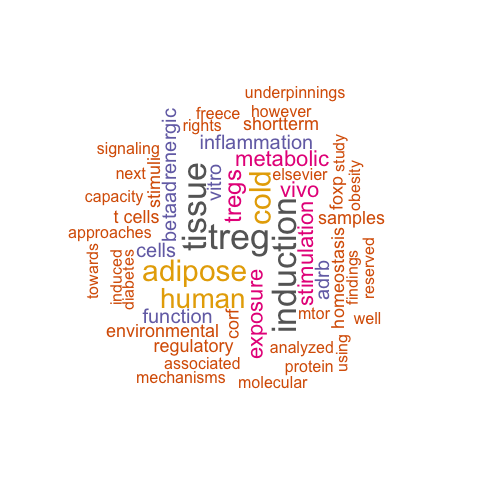 underpinnings
freece
however
rights
shortterm
inflammation
signaling
metabolic
next
stimulic
betaadrenergic
vitro
tregs
cold
elsevier
vivo
foxp
study
obesity
capacity
t cells
tissue
treg
induction
stimulation
samples
approaches
cells
adrb
homeostasis
findings
reserved
towards
induced
diabetes
adipose
human
exposure
function
corf
mtor
well
environmental
regulatory
analyzed
using
associated
protein
mechanisms
molecular